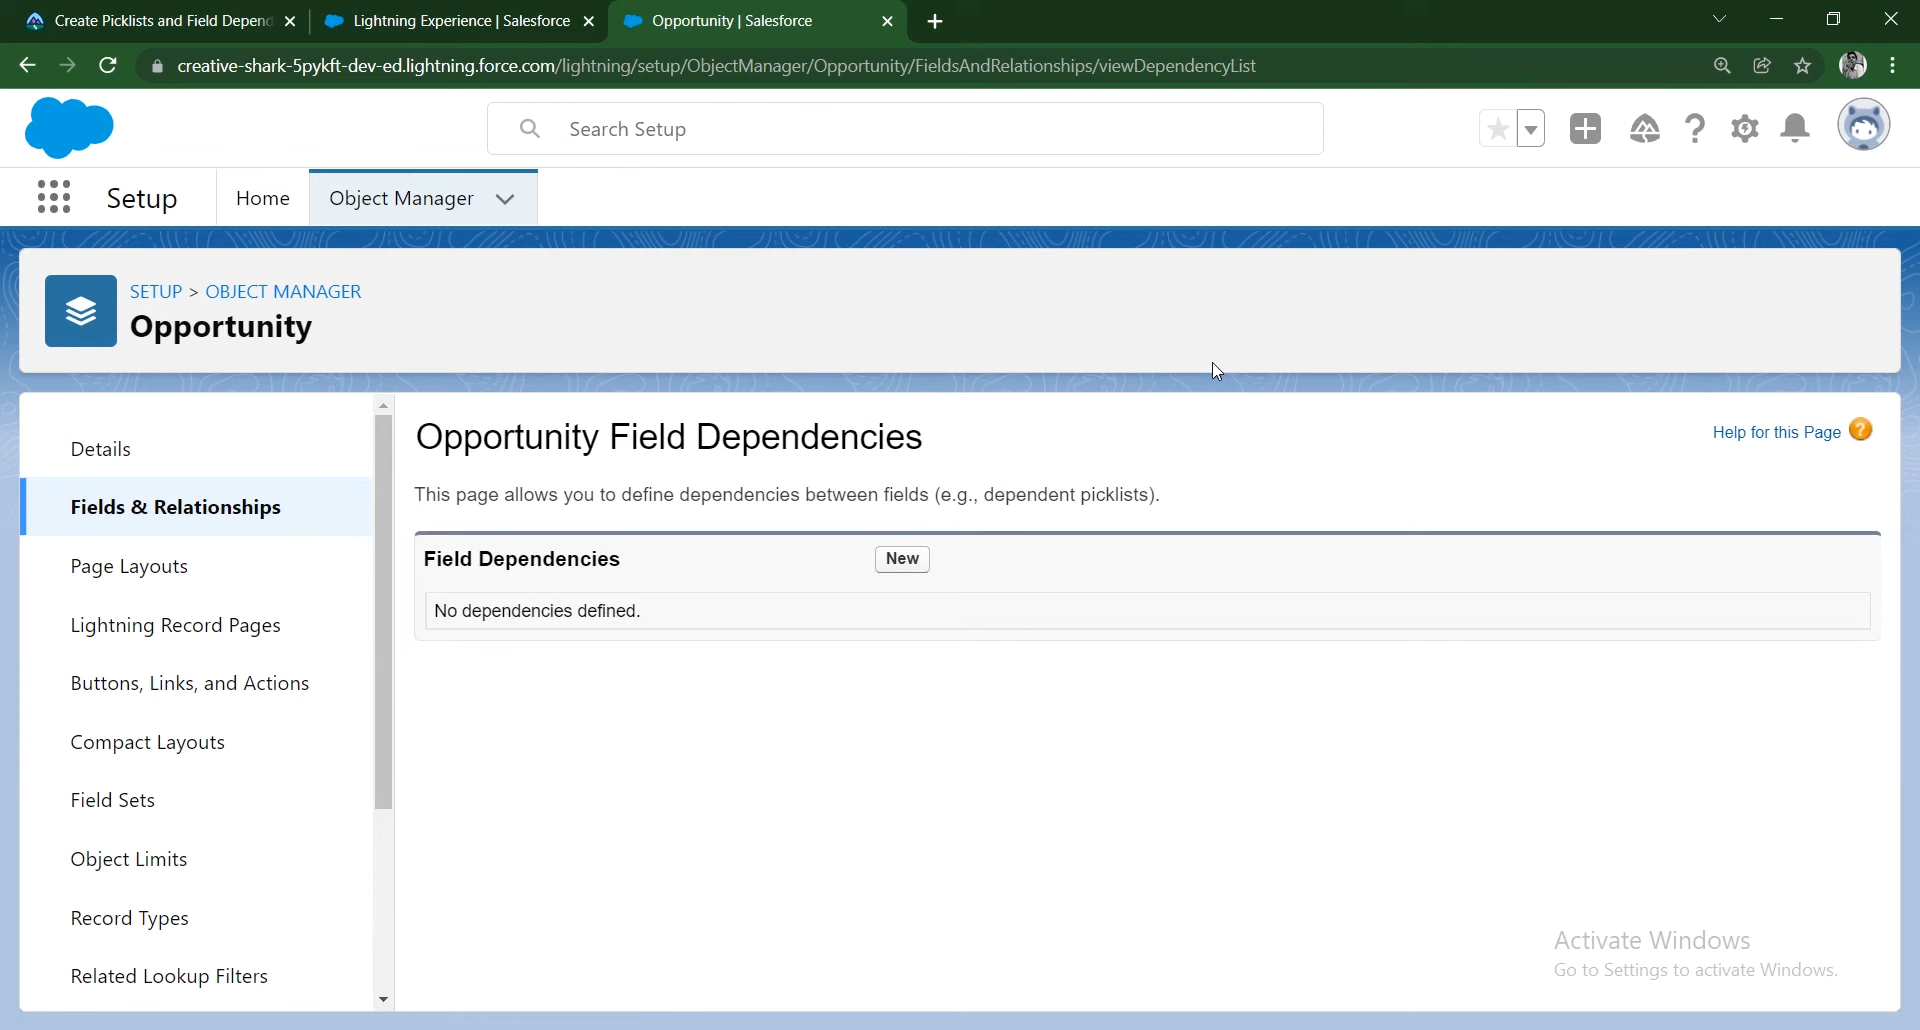 Create Picklists and Field Depend
Lightning Experience | Salesforce
Opportunity | Salesforce
creative-shark-5pykft-dev-ed.lightning.force.com/lightning/setup/ObjectManager/Opportunity/FieldsAndRelationships/viewDependencyList
Search Setup
Setup
Home
Object Manager
SETUP > OBJECT MANAGER
Opportunity
Details
Fields & Relationships
Page Layouts
Lightning Record Pages
Buttons, Links, and Actions
Compact Layouts
Field Sets
Object Limits
Record Types
Related Lookup Filters
Opportunity Field Dependencies
Help for this Page ?
This page allows you to define dependencies between fields (e.g., dependent picklists).
Field Dependencies
New
No dependencies defined.
Activate Windows
Go to Settings to activate Windows.